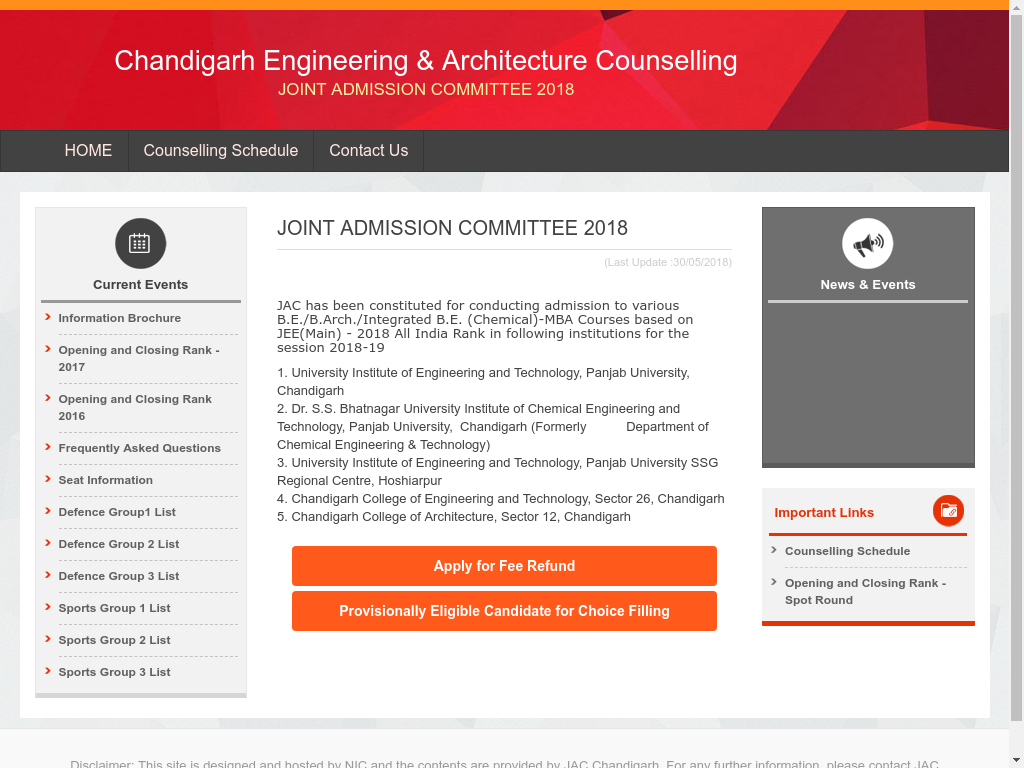 Chandigarh Engineering & Architecture Counselling
JOINT ADMISSION COMMITTEE 2018
HOME
Counselling Schedule
Contact Us
Current Events
Information Brochure
Opening and Closing Rank -
2017
Opening and Closing Rank
2016
Frequently Asked Questions
Seat Information
Defence Group1 List
Defence Group 2 List
Defence Group 3 List
Sports Group 1 List
Sports Group 2 List
Sports Group 3 List
JOINT ADMISSION COMMITTEE 2018
(Last Update :30/05/2018)
JAC has been constituted for conducting admission to various
B.E./B.Arch./Integrated B.E. (Chemical)-MBA Courses based on
JEE(Main) - 2018 All India Rank in following institutions for the
session 2018-19
1. University Institute of Engineering and Technology, Panjab University,
Chandigarh
2. Dr. S.S. Bhatnagar University Institute of Chemical Engineering and
Technology, Panjab University,  Chandigarh (Formerly           Department of
Chemical Engineering & Technology)
3. University Institute of Engineering and Technology, Panjab University SSG
Regional Centre, Hoshiarpur
4. Chandigarh College of Engineering and Technology, Sector 26, Chandigarh
5. Chandigarh College of Architecture, Sector 12, Chandigarh
Apply for Fee Refund
Provisionally Eligible Candidate for Choice Filling
News & Events
Important Links
Counselling Schedule
Opening and Closing Rank -
Spot Round
Disclaimer: This site is designed and hosted by NIC and the contents are provided by JAC Chandigarh. For any further information, please contact JAC